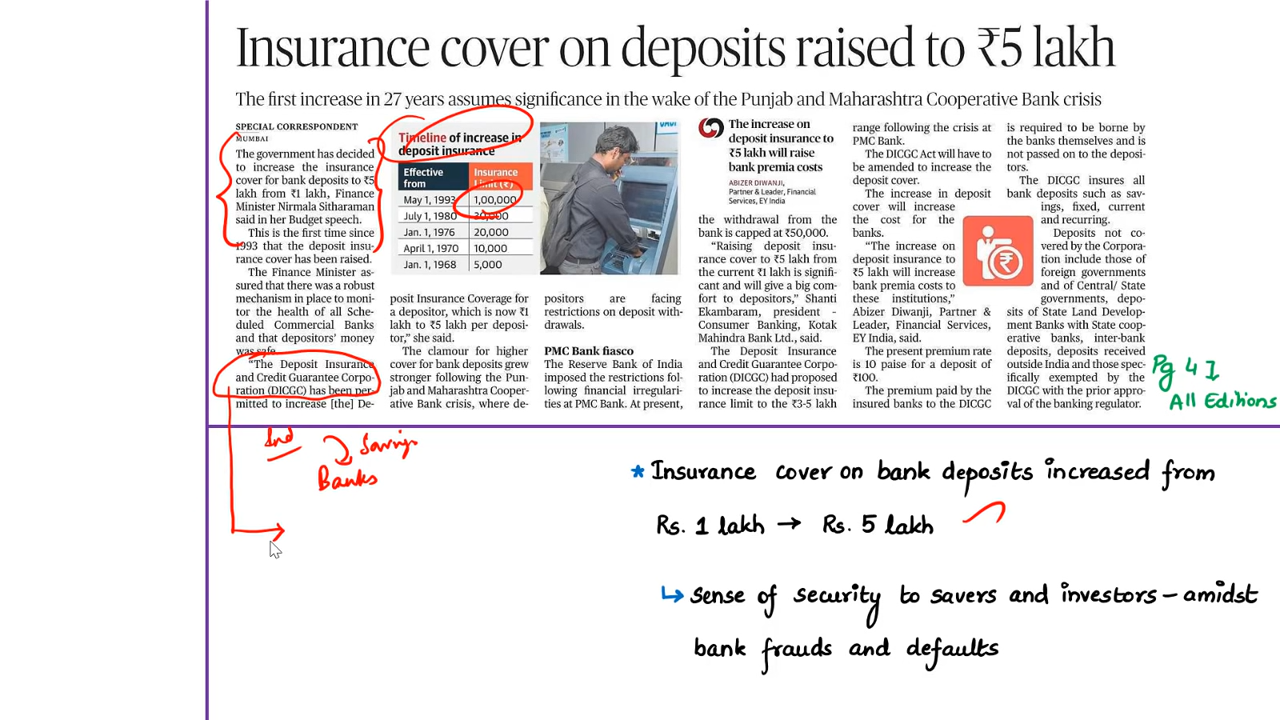 Insurance cover on deposits raised to ₹5 lakh
The first increase in 27 years assumes significance in the wake of the Punjab and Maharashtra Cooperative Bank crisis
SPECIAL CORRESPONDENT
MUMBAI
The government has decided
to increase the insurance
cover for bank deposits to ₹5
lakh from ₹1 lakh, Finance
Minister Nirmala Sitharaman
said in her Budget speech.
This is the first time since
1993 that the deposit insu-
rance cover has been raised.
The Finance Minister as-
sured that there was a robust
mechanism in place to moni-
tor the health of all Sche-
duled Commercial Banks
and that depositors' money
was safe.
"The Deposit Insurance
and Credit Guarantee Corpo-
ration (DICGC) has been per-
mitted to increase [the] De-
Timeline of increase in
deposit insurance
Effective from Insurance Limit (₹)
May 1, 1993 1,00,000
July 1, 1980 30,000
Jan. 1, 1976 20,000
April 1, 1970 10,000
Jan. 1, 1968 5,000
posit Insurance Coverage for
a depositor, which is now ₹1
lakh to ₹5 lakh per deposi-
tor," she said.
The clamour for higher
cover for bank deposits grew
stronger following the Pun-
jab and Maharashtra Cooper-
ative Bank crisis, where de-
positors are facing
restrictions on deposit with-
drawals.
PMC Bank fiasco
The Reserve Bank of India
imposed the restrictions fol-
lowing financial irregulari-
ties at PMC Bank. At present,
The increase on
deposit insurance to
₹5 lakh will raise
bank premia costs
ABIZER DIWANJI,
Partner & Leader, Financial
Services, EY India
the withdrawal from the
bank is capped at ₹50,000.
"Raising deposit insu-
rance cover to ₹5 lakh from
the current ₹1 lakh is signifi-
cant and will give a big com-
fort to depositors," Shanti
Ekambaram, president -
Consumer Banking, Kotak
Mahindra Bank Ltd., said.
The Deposit Insurance
and Credit Guarantee Corpo-
ration (DICGC) had proposed
to increase the deposit insu-
rance limit to the ₹3-5 lakh
range following the crisis at
PMC Bank.
The DICGC Act will have to
be amended to increase the
deposit cover.
The increase in deposit
cover will increase
the cost for the
banks.
"The increase on
deposit insurance to
₹5 lakh will increase
bank premia costs to
these institutions,"
Abizer Diwanji, Partner &
Leader, Financial Services,
EY India, said.
The present premium rate
is 10 paise for a deposit of
₹100.
The premium paid by the
insured banks to the DICGC
is required to be borne by
the banks themselves and is
not passed on to the deposi-
tors.
The DICGC insures all
bank deposits such as sav-
ings, fixed, current
and recurring.
Deposits not co-
vered by the Corpora-
tion include those of
foreign governments
and of Central/ State
governments, depo-
sits of State Land Develop-
ment Banks with State coop-
erative banks, inter-bank
deposits, deposits received
outside India and those spe-
cifically exempted by the
DICGC with the prior appro-
val of the banking regulator.
Pg 4 I
All Editions
Ind
Savings
Banks
* Insurance cover on bank deposits increased from
Rs. 1 lakh → Rs. 5 lakh
↳ sense of security to savers and investors – amidst
bank frauds and defaults